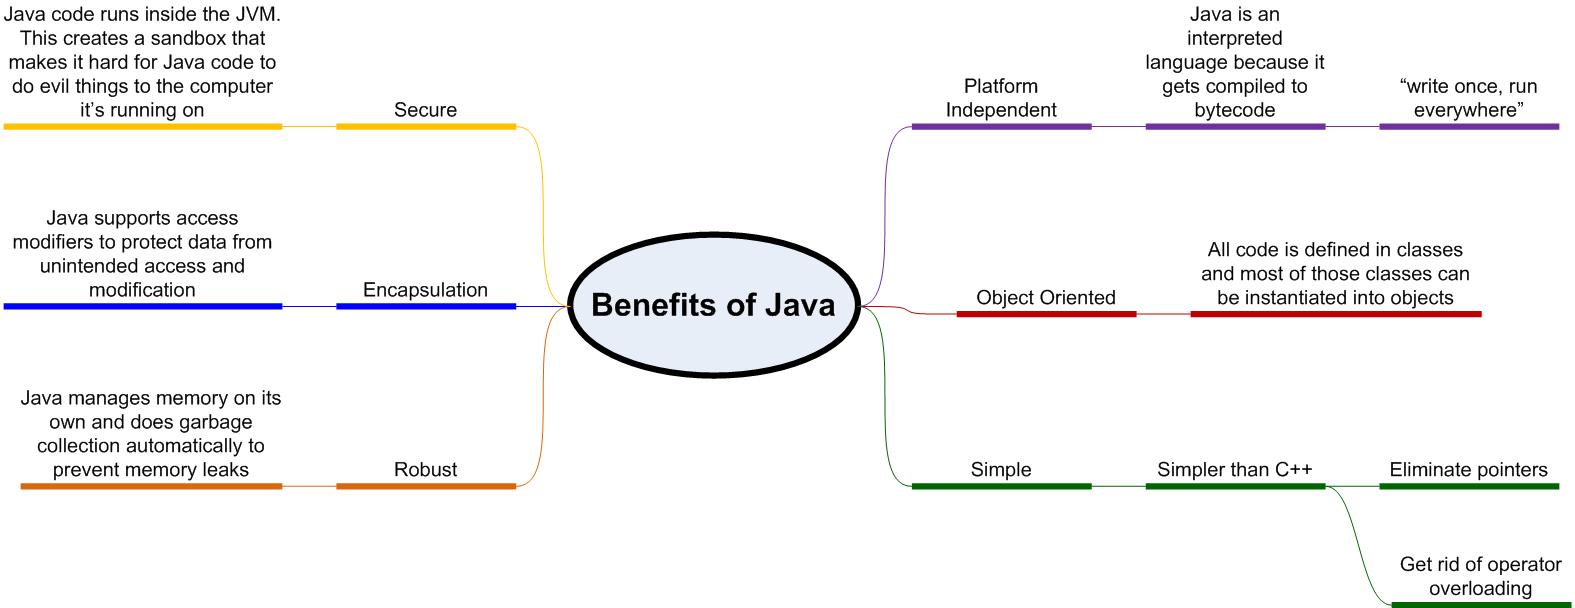 Java code runs inside the JVM.
This creates a sandbox that
makes it hard for Java code to
do evil things to the computer
it’s running on
Secure
Java supports access
modifiers to protect data from
unintended access and
modification
Encapsulation
Java manages memory on its
own and does garbage
collection automatically to
prevent memory leaks
Robust
Benefits of Java
Platform
Independent
Java is an
interpreted
language because it
gets compiled to
bytecode
“write once, run
everywhere”
Object Oriented
All code is defined in classes
and most of those classes can
be instantiated into objects
Simple
Simpler than C++
Eliminate pointers
Get rid of operator
overloading